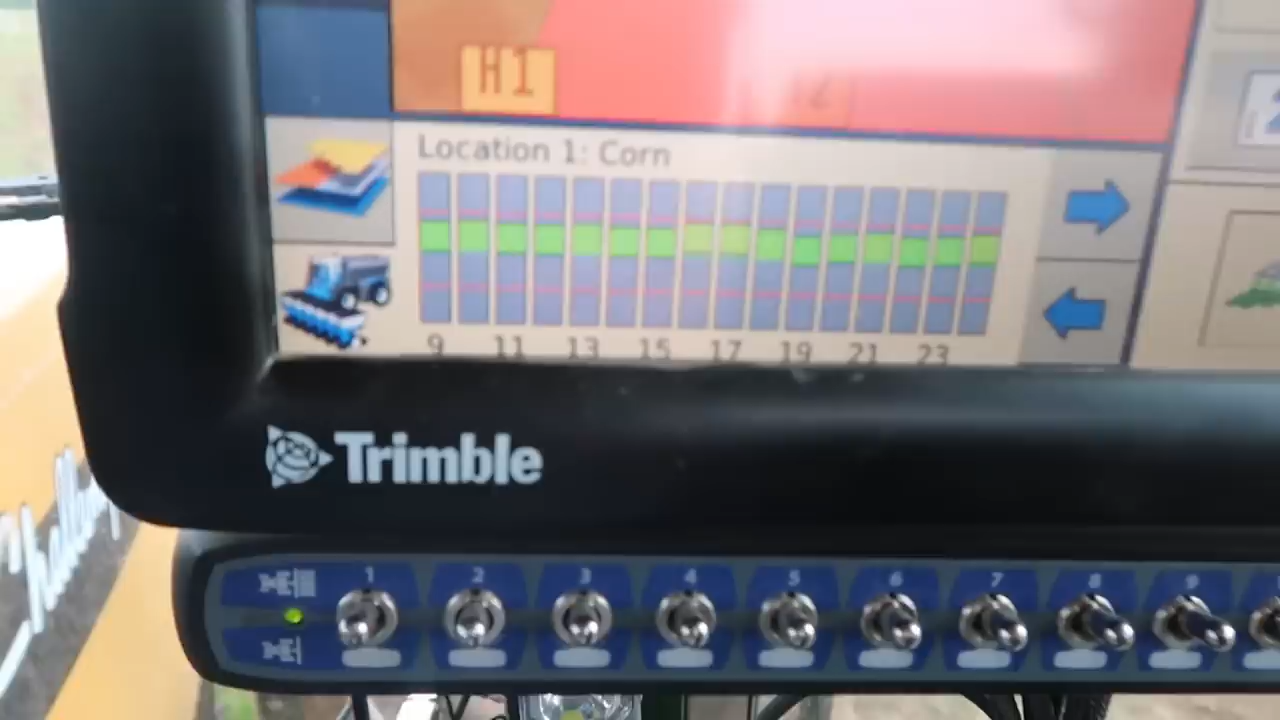 H1
2
Location 1: Corn
9 11 13 15 17 19 21 23
Trimble
1 2 3 4 5 6 7 8 9